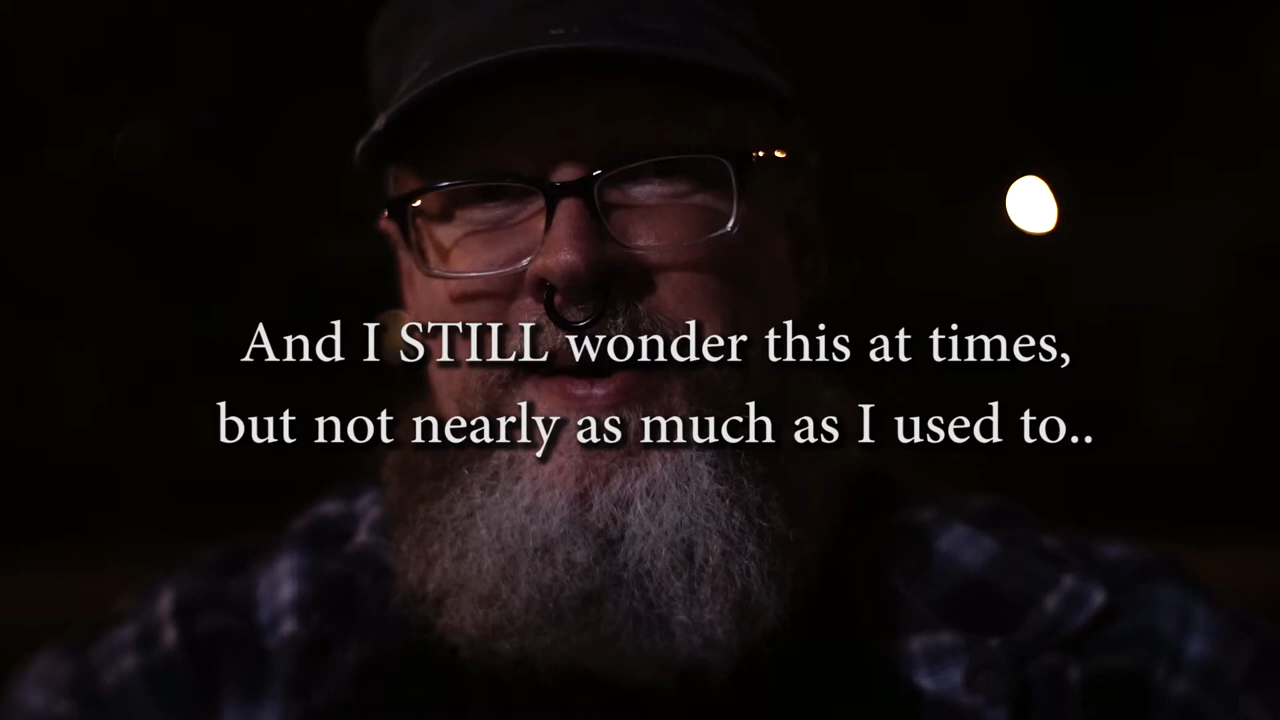 And I STILL wonder this at times,
but not nearly as much as I used to..